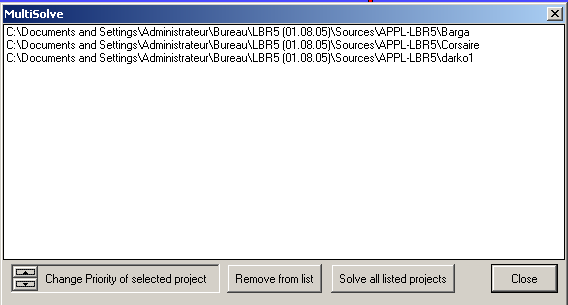 MultiSolve
C:\Documents and Settings\Administrateur\Bureau\LBR5 (01.08.05)\Sources\APPL-LBR5\Barga
C:\Documents and Settings\Administrateur\Bureau\LBR5 (01.08.05)\Sources\APPL-LBR5\Corsaire
C:\Documents and Settings\Administrateur\Bureau\LBR5 (01.08.05)\Sources\APPL-LBR5\darko1
Change Priority of selected project
Remove from list
Solve all listed projects
Close